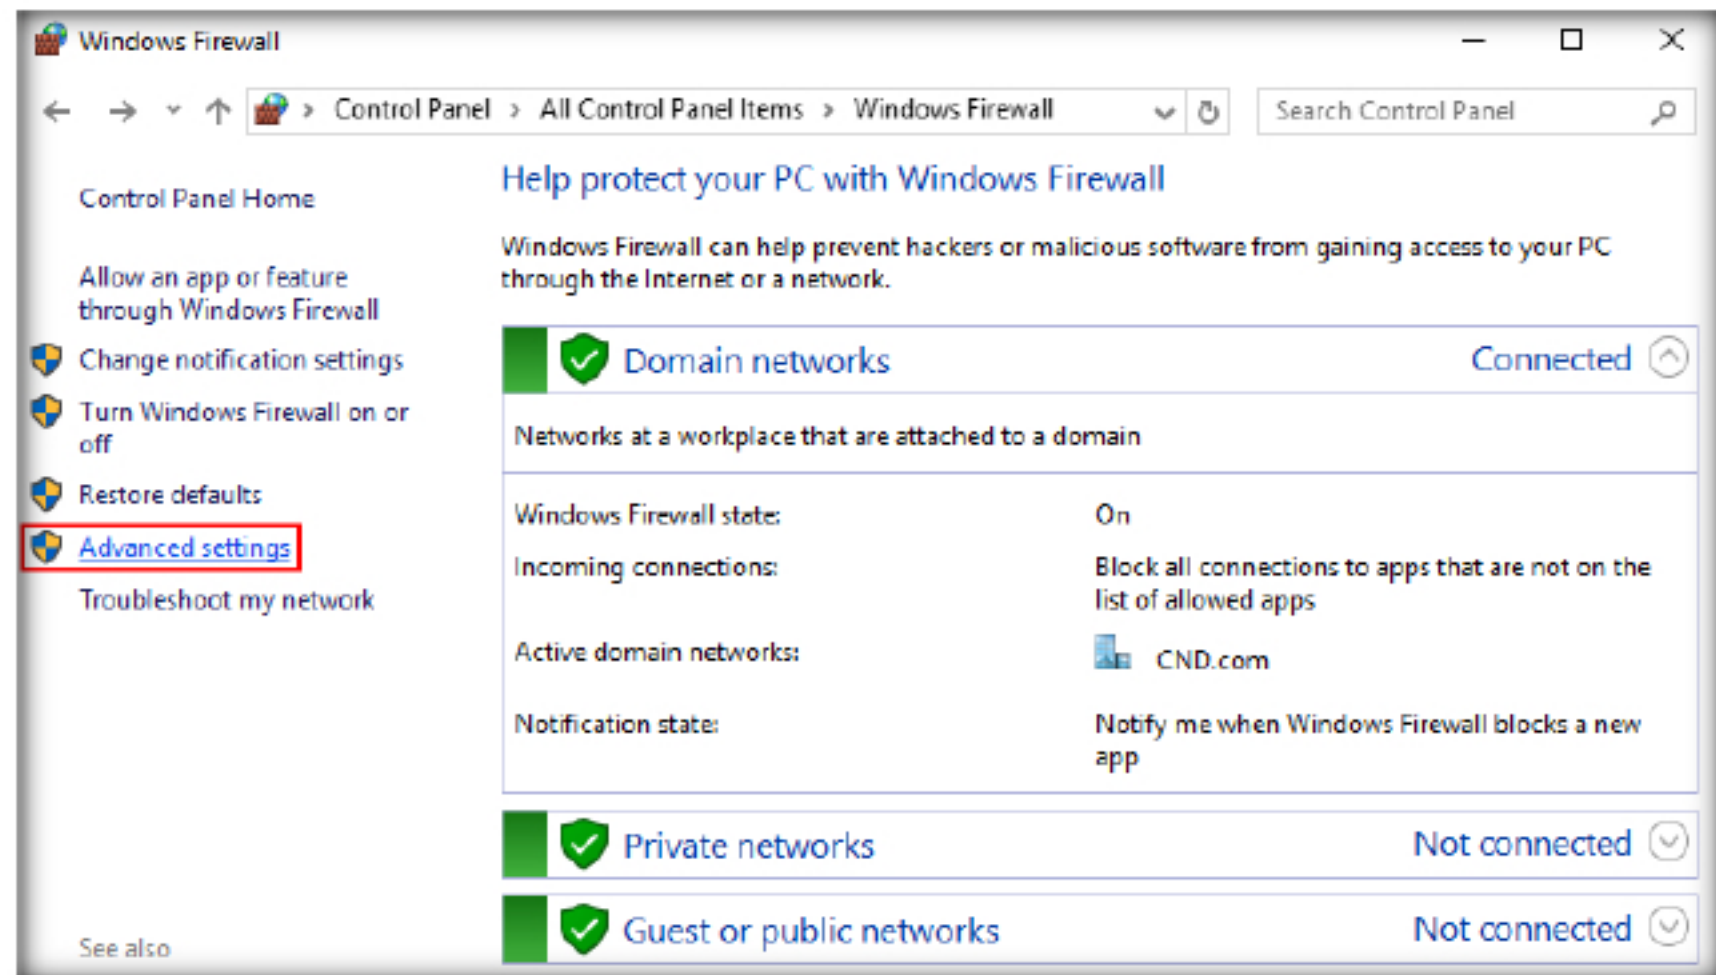 Windows Firewall
Control Panel > All Control Panel Items > Windows Firewall
Search Control Panel
Control Panel Home
Allow an app or feature
through Windows Firewall
Change notification settings
Turn Windows Firewall on or
off
Restore defaults
Advanced settings
Troubleshoot my network
See also
Help protect your PC with Windows Firewall
Windows Firewall can help prevent hackers or malicious software from gaining access to your PC
through the Internet or a network.
Domain networks
Connected
Networks at a workplace that are attached to a domain
Windows Firewall state:
On
Incoming connections:
Block all connections to apps that are not on the
list of allowed apps
Active domain networks:
CND.com
Notification state:
Notify me when Windows Firewall blocks a new
app
Private networks
Not connected
Guest or public networks
Not connected